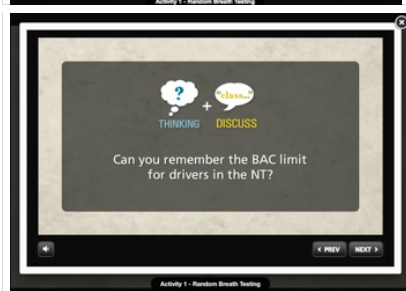 Activity 1 - Random Breath Testing
?
"class..."
+
THINKING DISCUSS
Can you remember the BAC limit
for drivers in the NT?
< PREV NEXT >
Activity 1 - Random Breath Testing